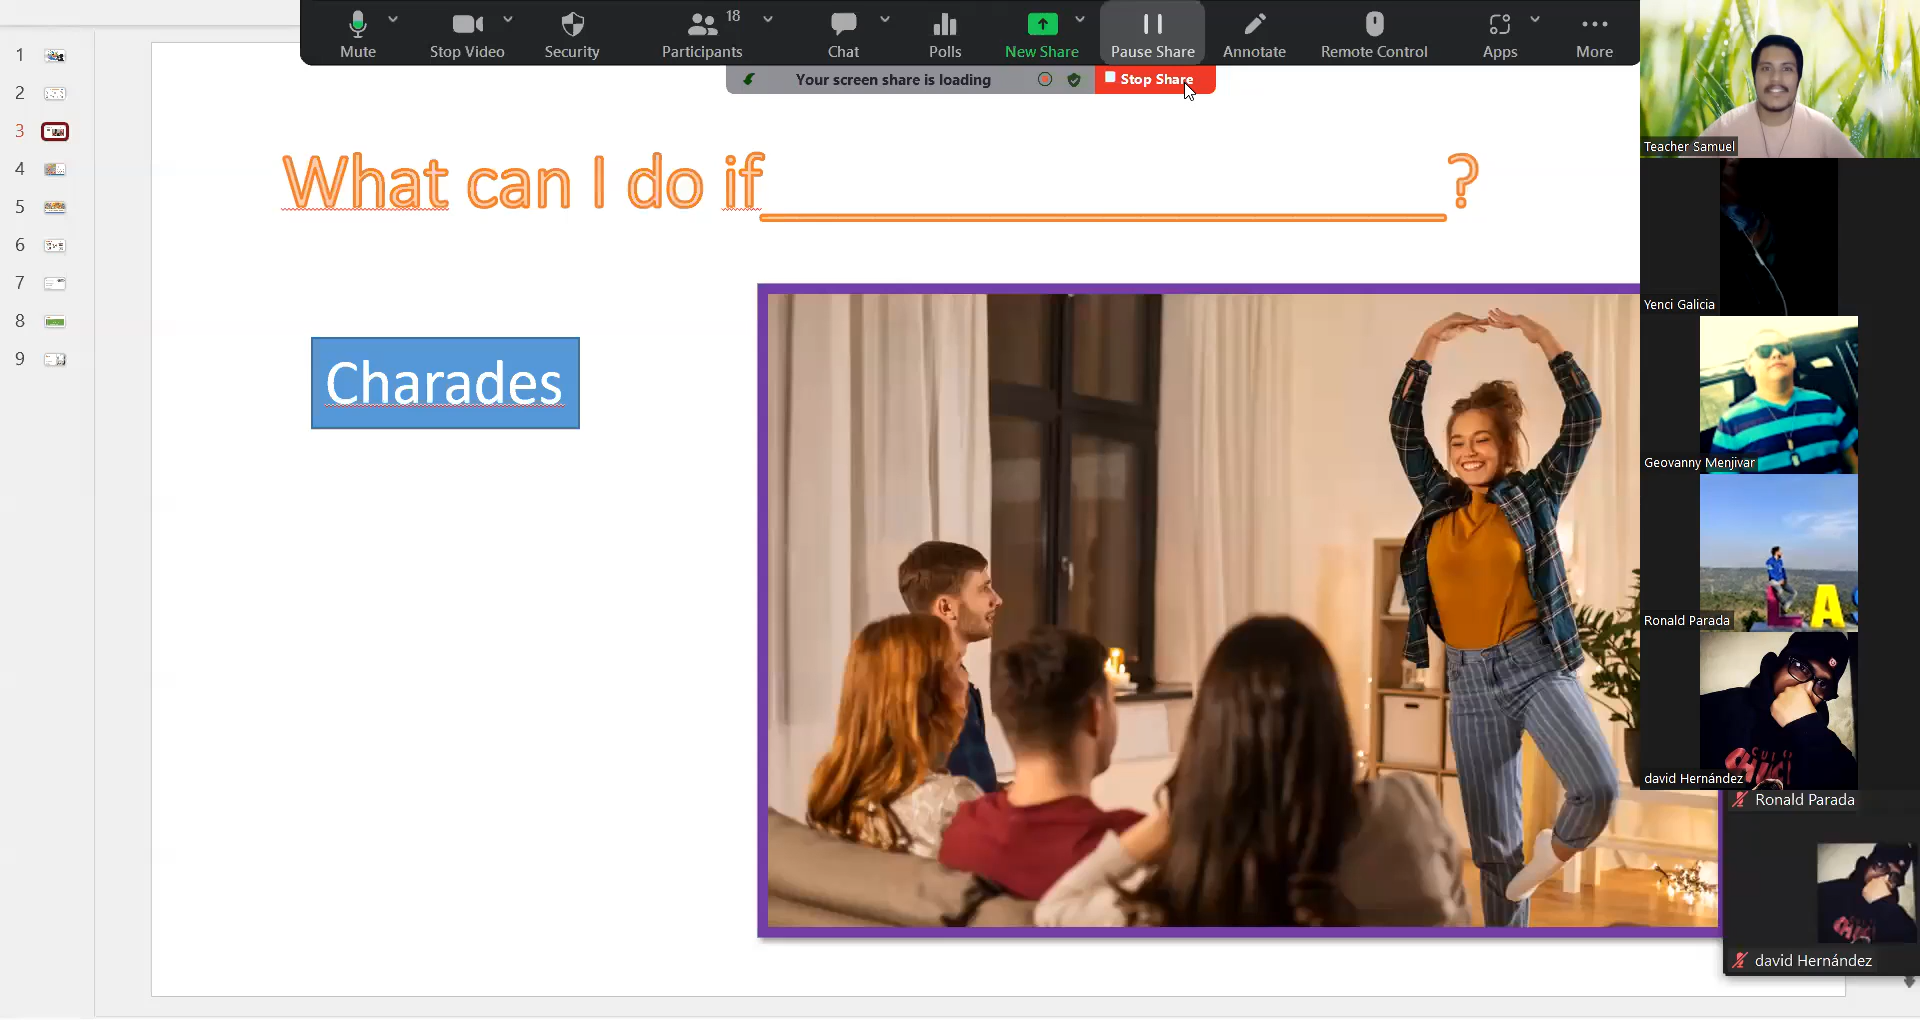 18
Mute
Stop Video
Security
Participants
Chat
Polls
New Share
Pause Share
Annotate
Remote Control
Apps
More
Your screen share is loading
Stop Share
1
2
3
4
5
6
7
8
9
What can I do if____________________?
Charades
Teacher Samuel
Yenci Galicia
Geovanny Menjivar
Ronald Parada
LA
david Hernández
Ronald Parada
david Hernández